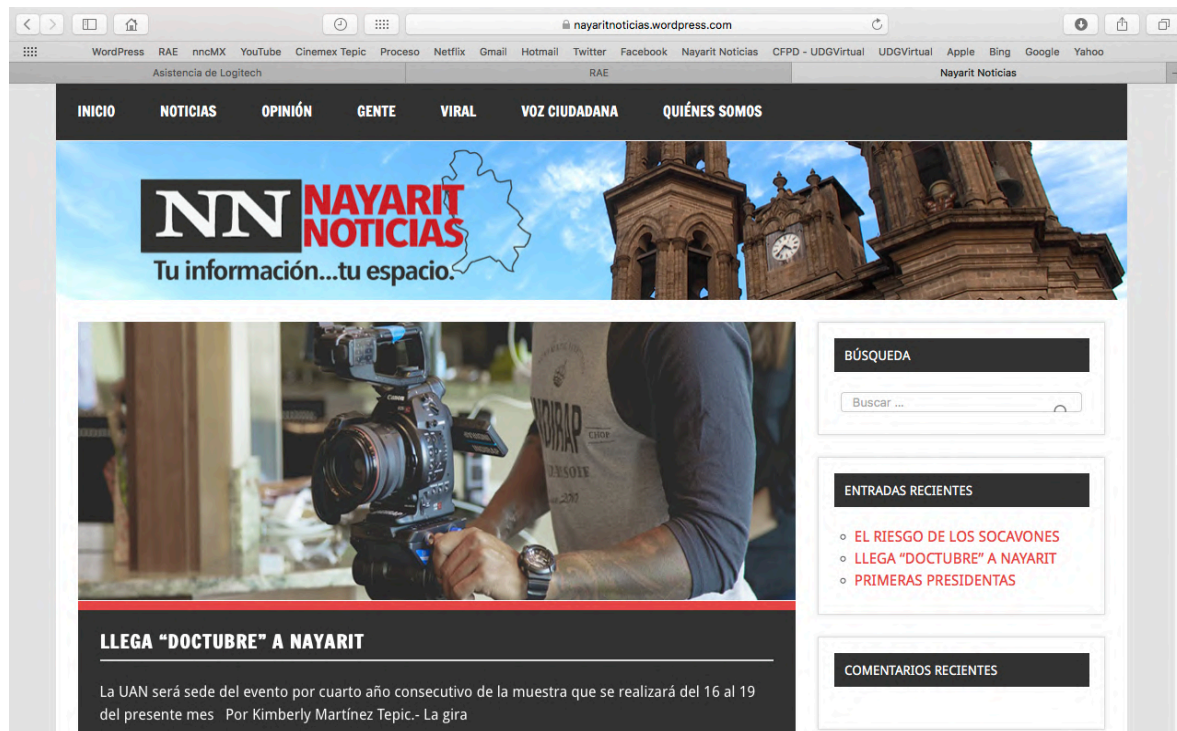 nayaritnoticias.wordpress.com
WordPress RAE nncMX YouTube Cinemex Tepic Proceso Netflix Gmail Hotmail Twitter Facebook Nayarit Noticias CFPD - UDGVirtual UDGVirtual Apple Bing Google Yahoo
Asistencia de Logitech RAE Nayarit Noticias
INICIO NOTICIAS OPINIÓN GENTE VIRAL VOZ CIUDADANA QUIÉNES SOMOS
NN NAYARIT
NOTICIAS
Tu información...tu espacio.
CANON
CHOP
LLEGA “DOCTUBRE” A NAYARIT
La UAN será sede del evento por cuarto año consecutivo de la muestra que se realizará del 16 al 19
del presente mes Por Kimberly Martínez Tepic.- La gira
BÚSQUEDA
Buscar ...
ENTRADAS RECIENTES
EL RIESGO DE LOS SOCAVONES
LLEGA “DOCTUBRE” A NAYARIT
PRIMERAS PRESIDENTAS
COMENTARIOS RECIENTES